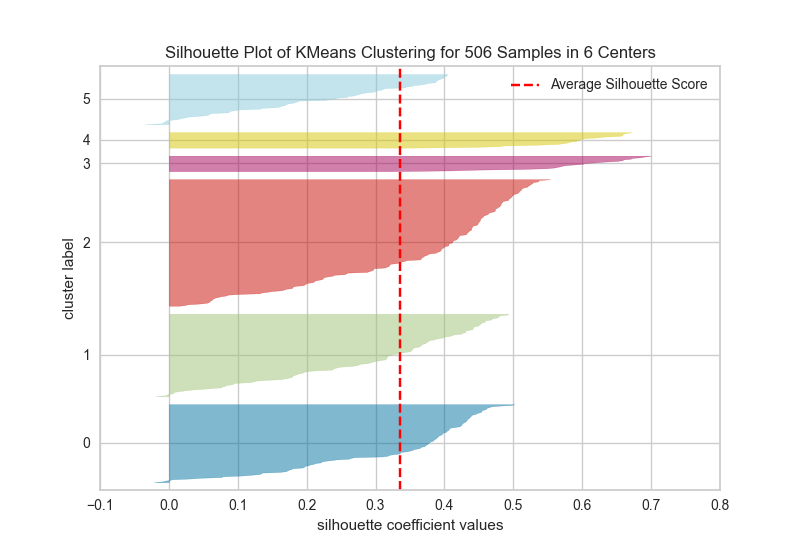 Silhouette Plot of KMeans Clustering for 506 Samples in 6 Centers
Average Silhouette Score
5
4
3
2
1
0
cluster label
−0.1 0.0 0.1 0.2 0.3 0.4 0.5 0.6 0.7 0.8
silhouette coefficient values